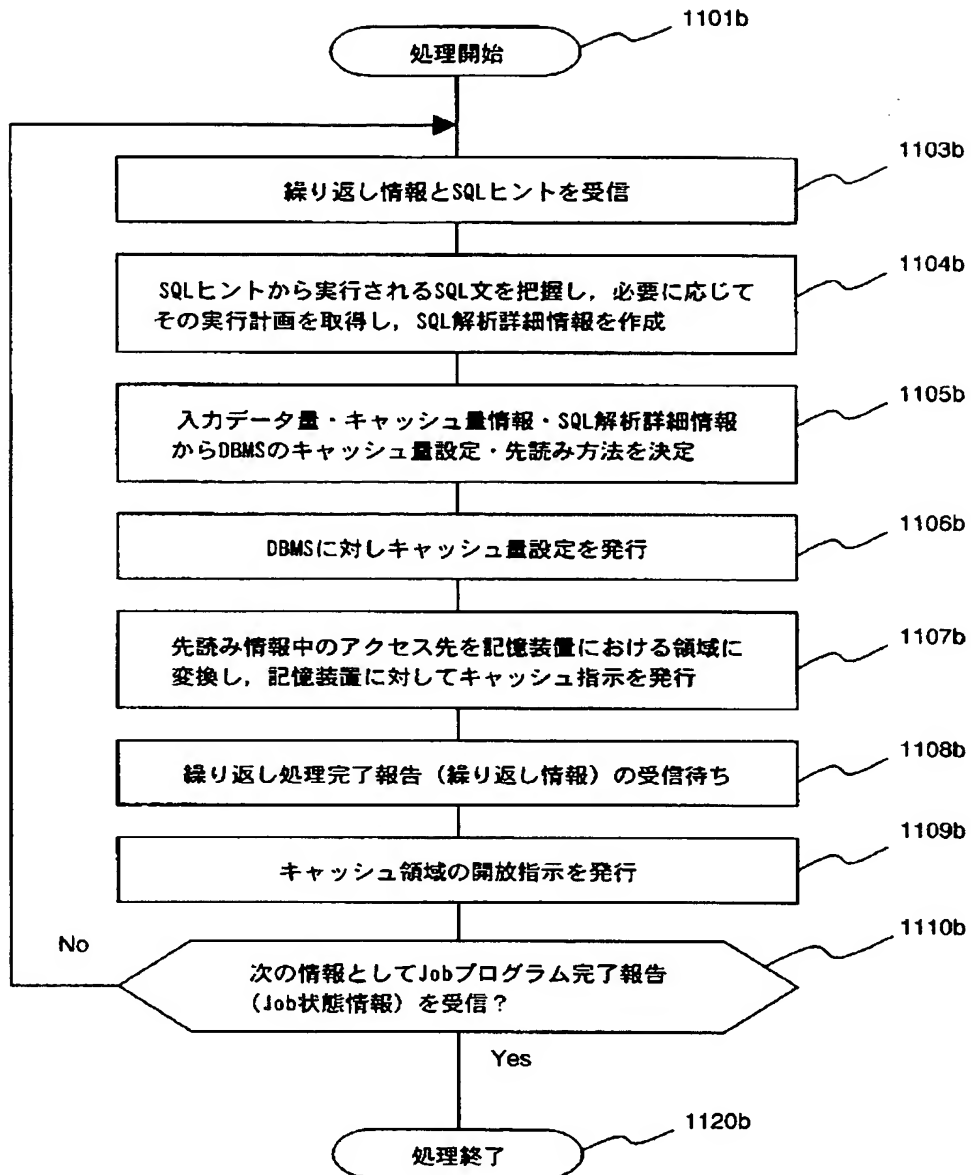 1101b
処理開始
1103b
繰り返し情報とSQLヒントを受信
1104b
SQLヒントから実行されるSQL文を把握し，必要に応じて
その実行計画を取得し，SQL解析詳細情報を作成
1105b
入力データ量・キャッシュ量情報・SQL解析詳細情報
からDBMSのキャッシュ量設定・先読み方法を決定
1106b
DBMSに対しキャッシュ量設定を発行
1107b
先読み情報中のアクセス先を記憶装置における領域に
変換し，記憶装置に対してキャッシュ指示を発行
1108b
繰り返し処理完了報告（繰り返し情報）の受信待ち
1109b
キャッシュ領域の開放指示を発行
1110b
No
次の情報としてJobプログラム完了報告
（Job状態情報）を受信？
Yes
1120b
処理終了